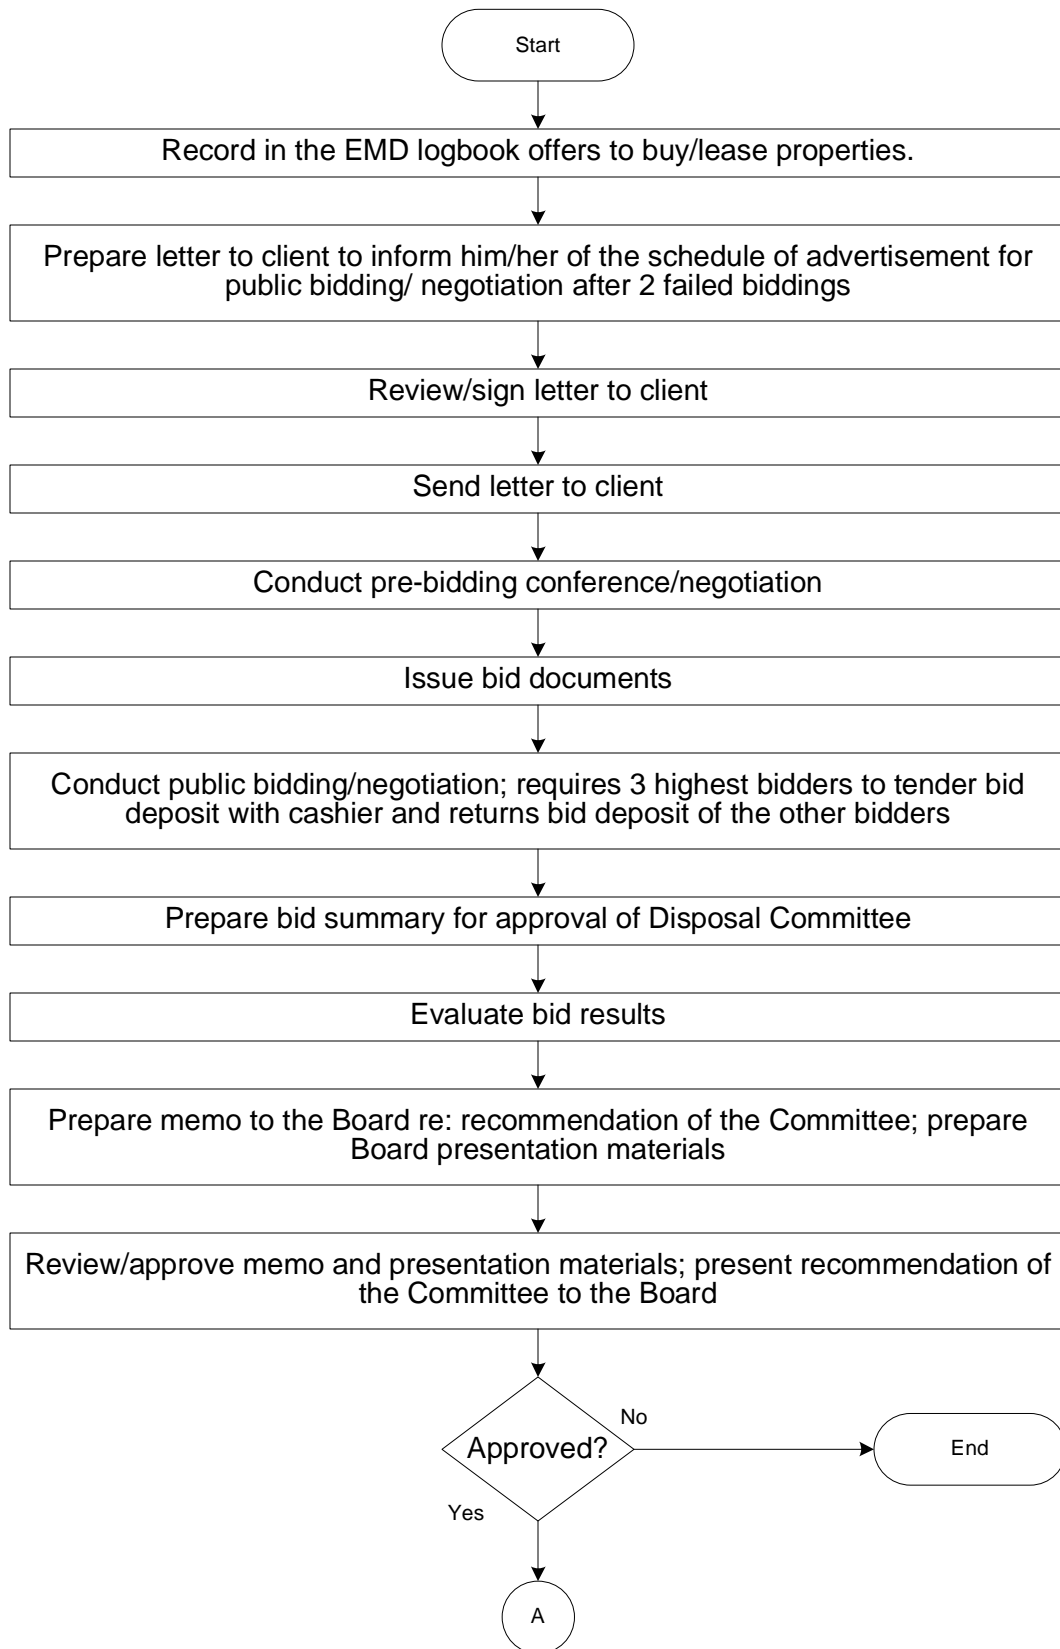 Start
Record in the EMD logbook offers to buy/lease properties.
Prepare letter to client to inform him/her of the schedule of advertisement for
public bidding/ negotiation after 2 failed biddings
Review/sign letter to client
Send letter to client
Conduct pre-bidding conference/negotiation
Issue bid documents
Conduct public bidding/negotiation; requires 3 highest bidders to tender bid
deposit with cashier and returns bid deposit of the other bidders
Prepare bid summary for approval of Disposal Committee
Evaluate bid results
Prepare memo to the Board re: recommendation of the Committee; prepare
Board presentation materials
Review/approve memo and presentation materials; present recommendation of
the Committee to the Board
No
Approved?
End
Yes
A